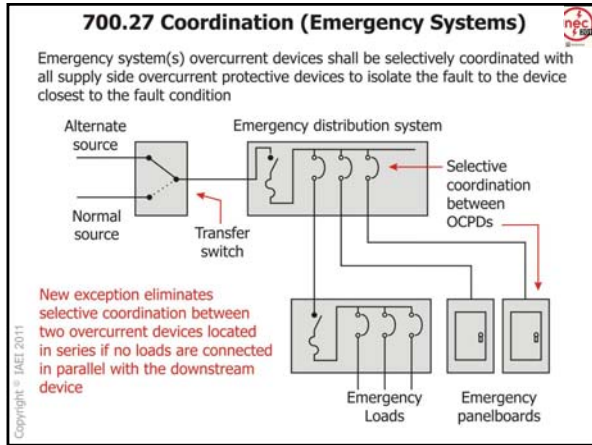 700.27 Coordination (Emergency Systems)
nec
Emergency system(s) overcurrent devices shall be selectively coordinated with
all supply side overcurrent protective devices to isolate the fault to the device
closest to the fault condition
Alternate
source
Emergency distribution system
Selective
coordination
between
OCPDs
Normal
source
Transfer
switch
New exception eliminates
selective coordination between
two overcurrent devices located
in series if no loads are connected
in parallel with the downstream
device
Emergency
Loads
Emergency
panelboards
Copyright © IAEI 2011